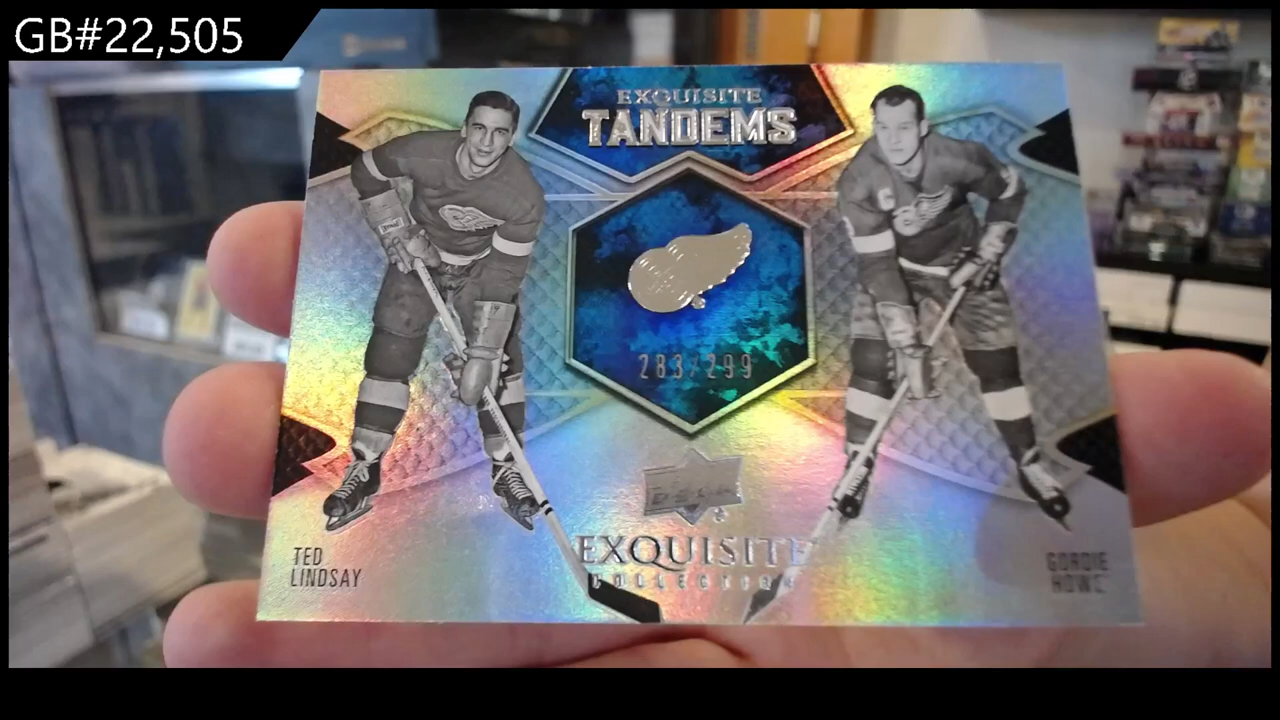 GB#22,505
EXQUISITE
TANDEMS
283/299
EXQUISITE
COLLECTION
TED
LINDSAY
GORDIE
HOWE